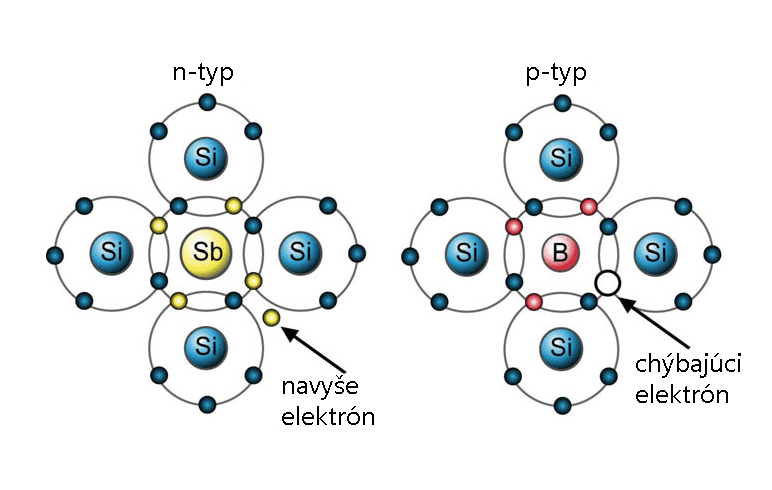 n-typ
p-typ
Si
Si
Si
Sb
Si
Si
B
Si
Si
Si
navyše
elektrón
chýbajúci
elektrón